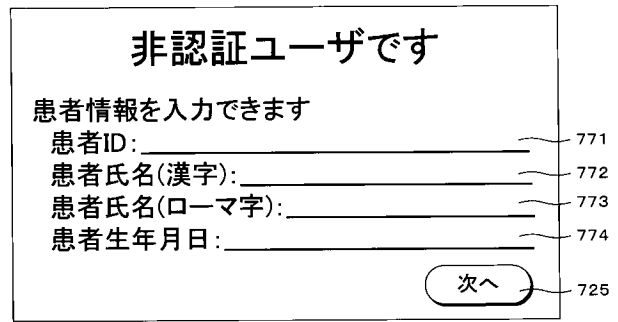 非認証ユーザです
患者情報を入力できます
患者ID: 771
患者氏名(漢字): 772
患者氏名(ローマ字): 773
患者生年月日: 774
次へ 725